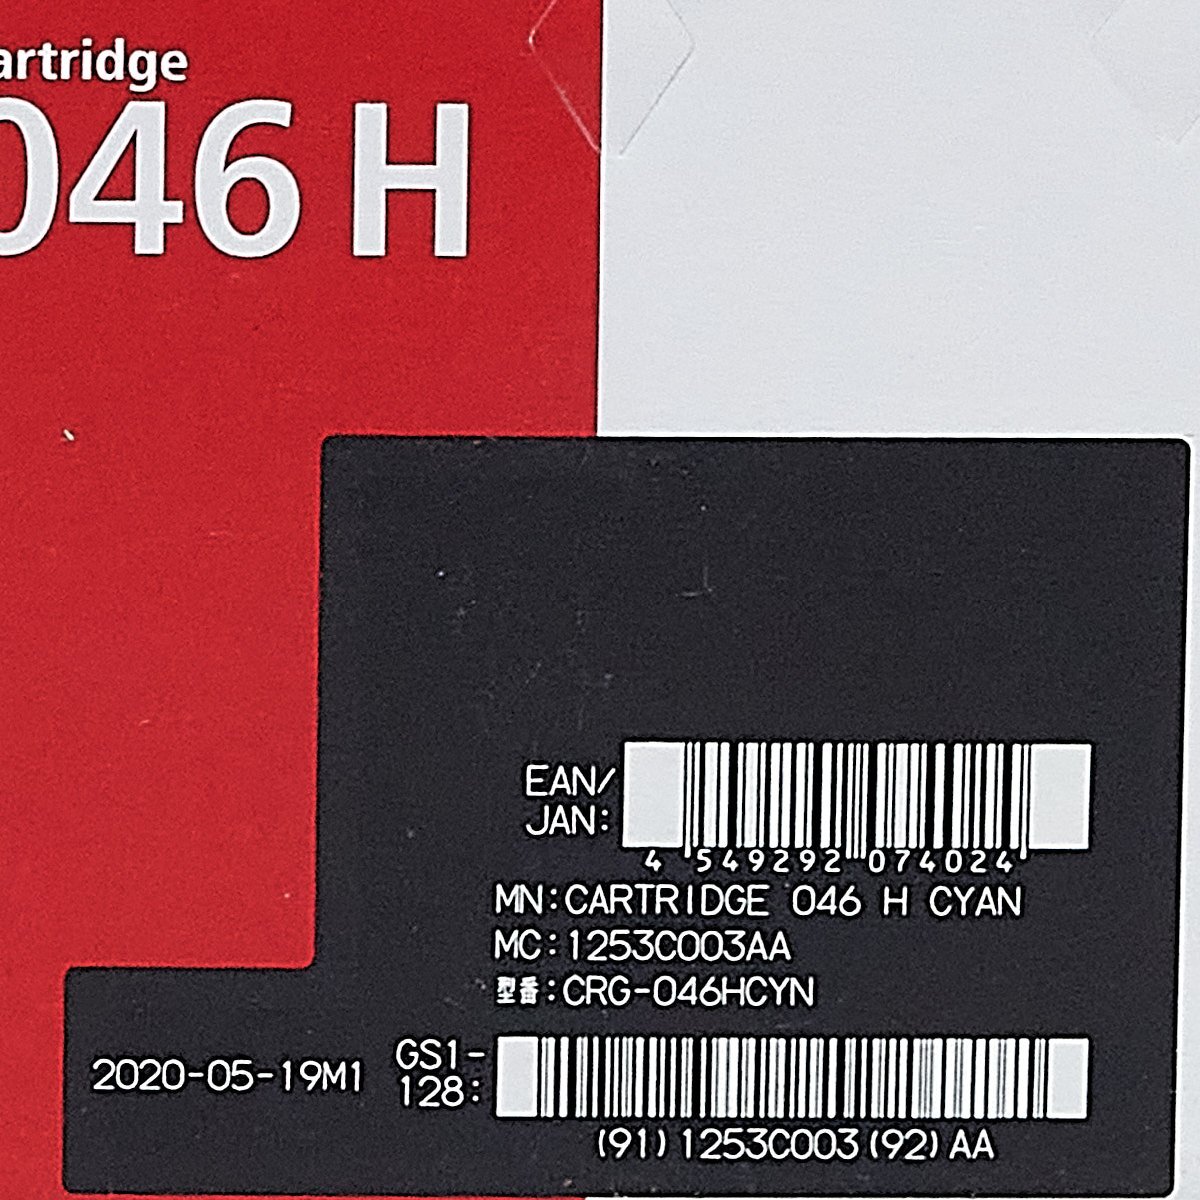 artridge
046 H
EAN/
JAN:
4 549292 074024
MN:CARTRIDGE 046 H CYAN
MC:1253C003AA
型番:CRG-046HCYN
2020-05-19M1
GS1-
128:
(91)1253C003(92)AA